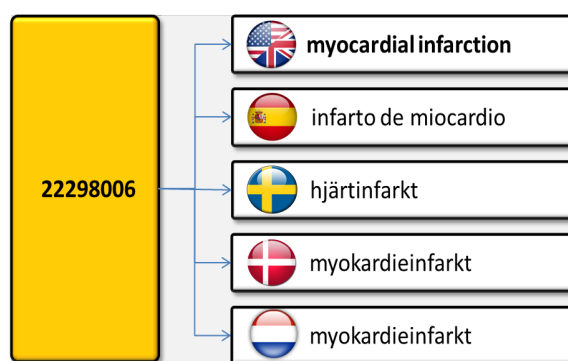 myocardial infarction
infarto de miocardio
22298006
hjärtinfarkt
myokardieinfarkt
myokardieinfarkt